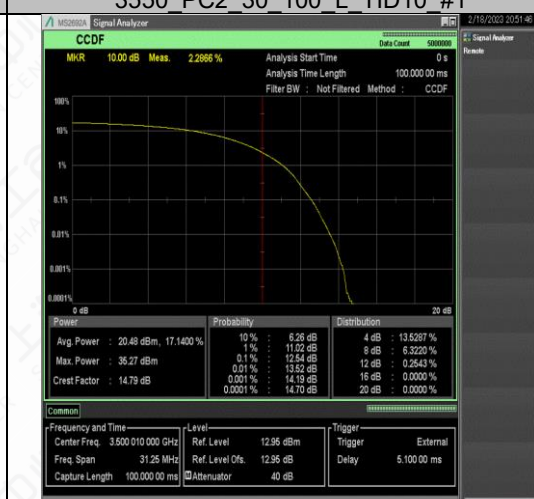 3550_PC2_30_100_L_TID10_#1
MS2692A Signal Analyzer
2/18/2023 20:51:46
CCDF
Data Count 5000000
Signal Analyzer
Remote
MKR 10.00 dB Meas. 2.2866 %
Analysis Start Time 0 s
Analysis Time Length 100.000 00 ms
Filter BW : Not Filtered Method : CCDF
100%
10%
1%
0.1%
0.01%
0.001%
0.0001%
0 dB 20 dB
Power Probability Distribution
Avg. Power : 20.48 dBm, 17.1400 %
Max. Power : 35.27 dBm
Crest Factor : 14.79 dB
10 % : 6.26 dB
1 % : 11.02 dB
0.1 % : 12.54 dB
0.01 % : 13.52 dB
0.001 % : 14.19 dB
0.0001 % : 14.70 dB
4 dB : 13.5287 %
8 dB : 6.3220 %
12 dB : 0.2543 %
16 dB : 0.0000 %
20 dB : 0.0000 %
Common
Frequency and Time
Center Freq. 3.500 010 000 GHz
Freq. Span 31.25 MHz
Capture Length 100.000 00 ms
Level
Ref. Level 12.95 dBm
Ref. Level Ofs. 12.95 dB
Attenuator 40 dB
Trigger
Trigger External
Delay 5.100 00 ms